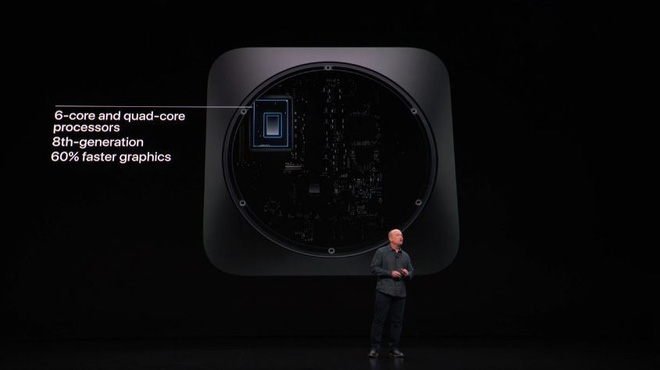 6-core and quad-core
processors
8th-generation
60% faster graphics